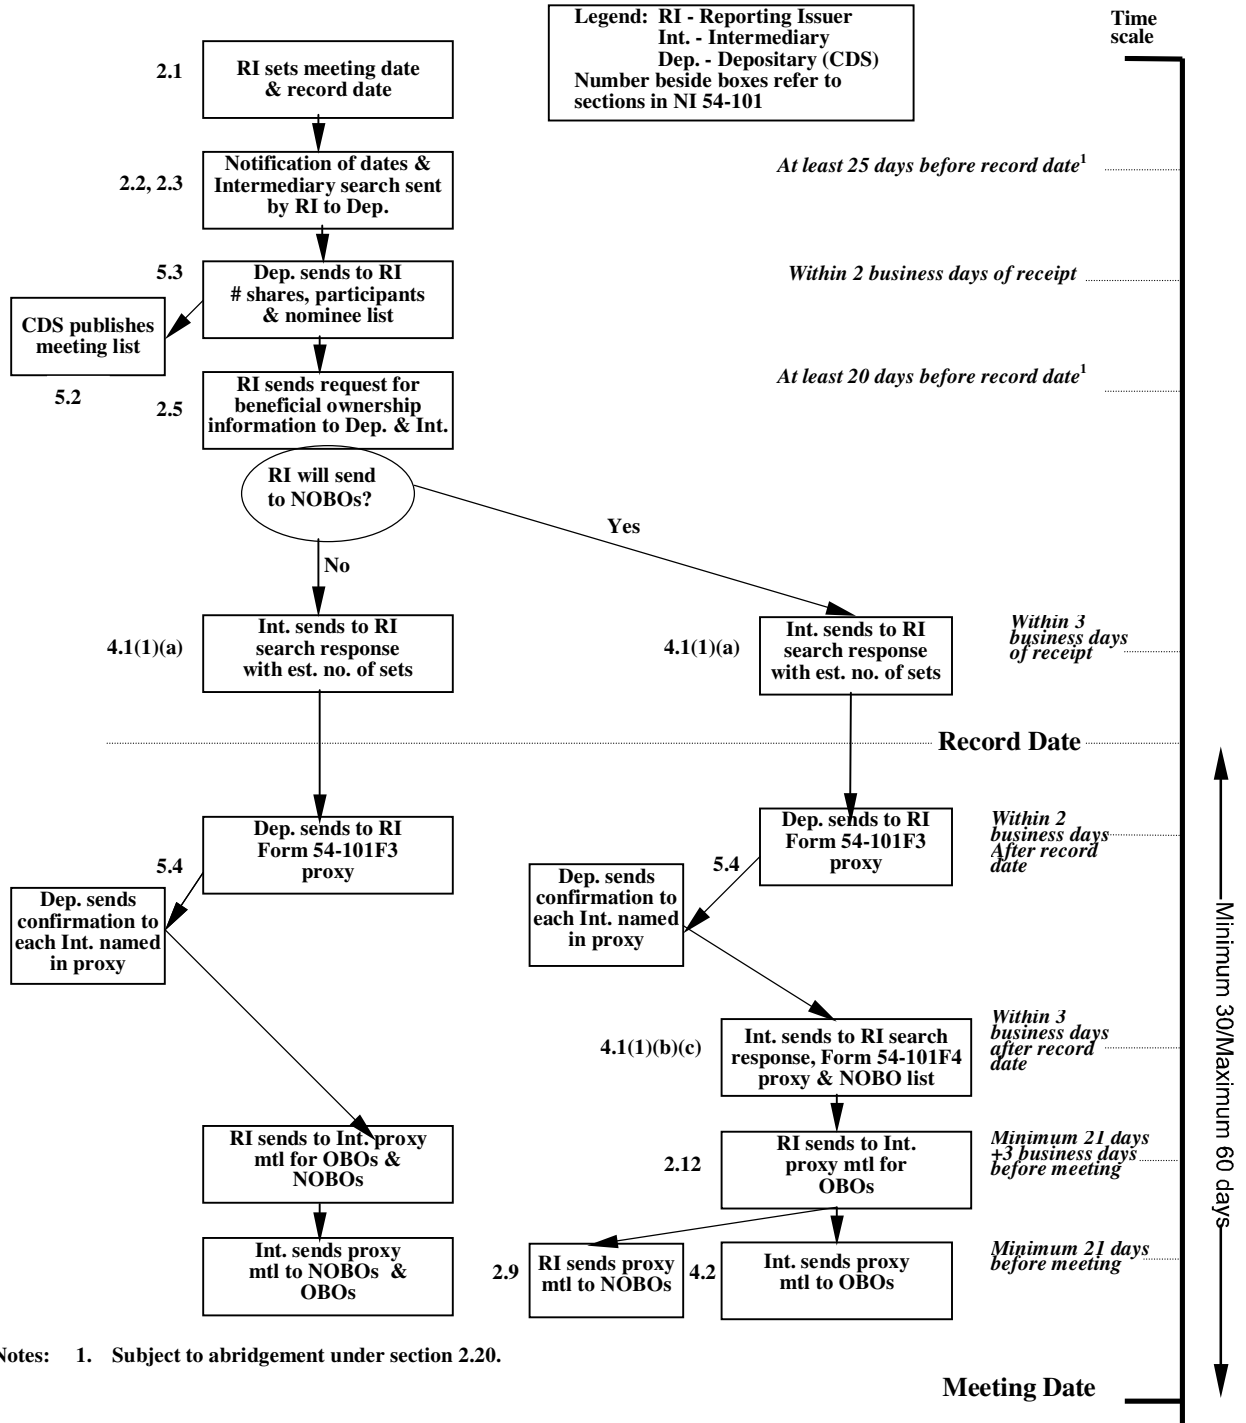 Legend: RI - Reporting Issuer
Int. - Intermediary
Dep. - Depositary (CDS)
Number beside boxes refer to
sections in NI 54-101
Time
scale
2.1
RI sets meeting date
& record date
2.2, 2.3
Notification of dates &
Intermediary search sent
by RI to Dep.
At least 25 days before record date1
5.3
Dep. sends to RI
# shares, participants
& nominee list
Within 2 business days of receipt
CDS publishes
meeting list
5.2
2.5
RI sends request for
beneficial ownership
information to Dep. & Int.
At least 20 days before record date1
RI will send
to NOBOs?
Yes
No
4.1(1)(a)
Int. sends to RI
search response
with est. no. of sets
4.1(1)(a)
Int. sends to RI
search response
with est. no. of sets
Within 3
business days
of receipt
Record Date
Dep. sends to RI
Form 54-101F3
proxy
5.4
Dep. sends
confirmation to
each Int. named
in proxy
Dep. sends to RI
Form 54-101F3
proxy
5.4
Dep. sends
confirmation to
each Int. named
in proxy
Within 2
business days
After record
date
4.1(1)(b)(c)
Int. sends to RI search
response, Form 54-101F4
proxy & NOBO list
Within 3
business days
after record
date
RI sends to Int. proxy
mtl for OBOs &
NOBOs
2.12
RI sends to Int.
proxy mtl for
OBOs
Minimum 21 days
+3 business days
before meeting
Int. sends proxy
mtl to NOBOs &
OBOs
2.9
RI sends proxy
mtl to NOBOs
4.2
Int. sends proxy
mtl to OBOs
Minimum 21 days
before meeting
Minimum 30/Maximum 60 days
Notes: 1. Subject to abridgement under section 2.20.
Meeting Date